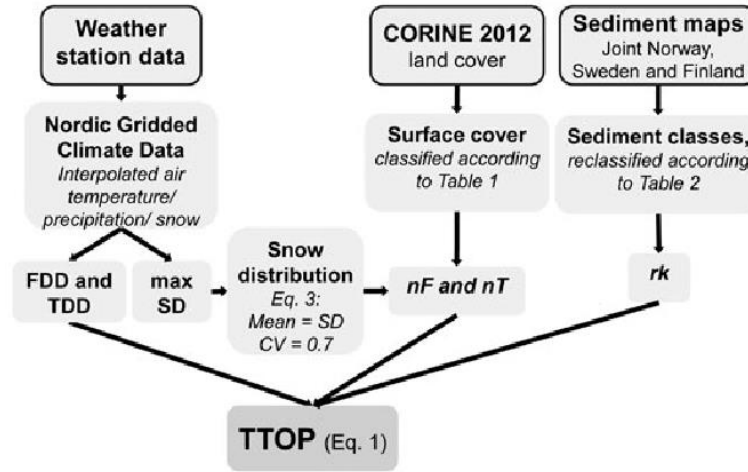 Weather
station data
CORINE 2012
land cover
Sediment maps
Joint Norway,
Sweden and Finland
Nordic Gridded
Climate Data
Interpolated air
temperature/
precipitation/ snow
Surface cover
classified according
to Table 1
Sediment classes,
reclassified according
to Table 2
FDD and
TDD
max
SD
Snow
distribution
Eq. 3:
Mean = SD
CV = 0.7
nF and nT
rk
TTOP (Eq. 1)